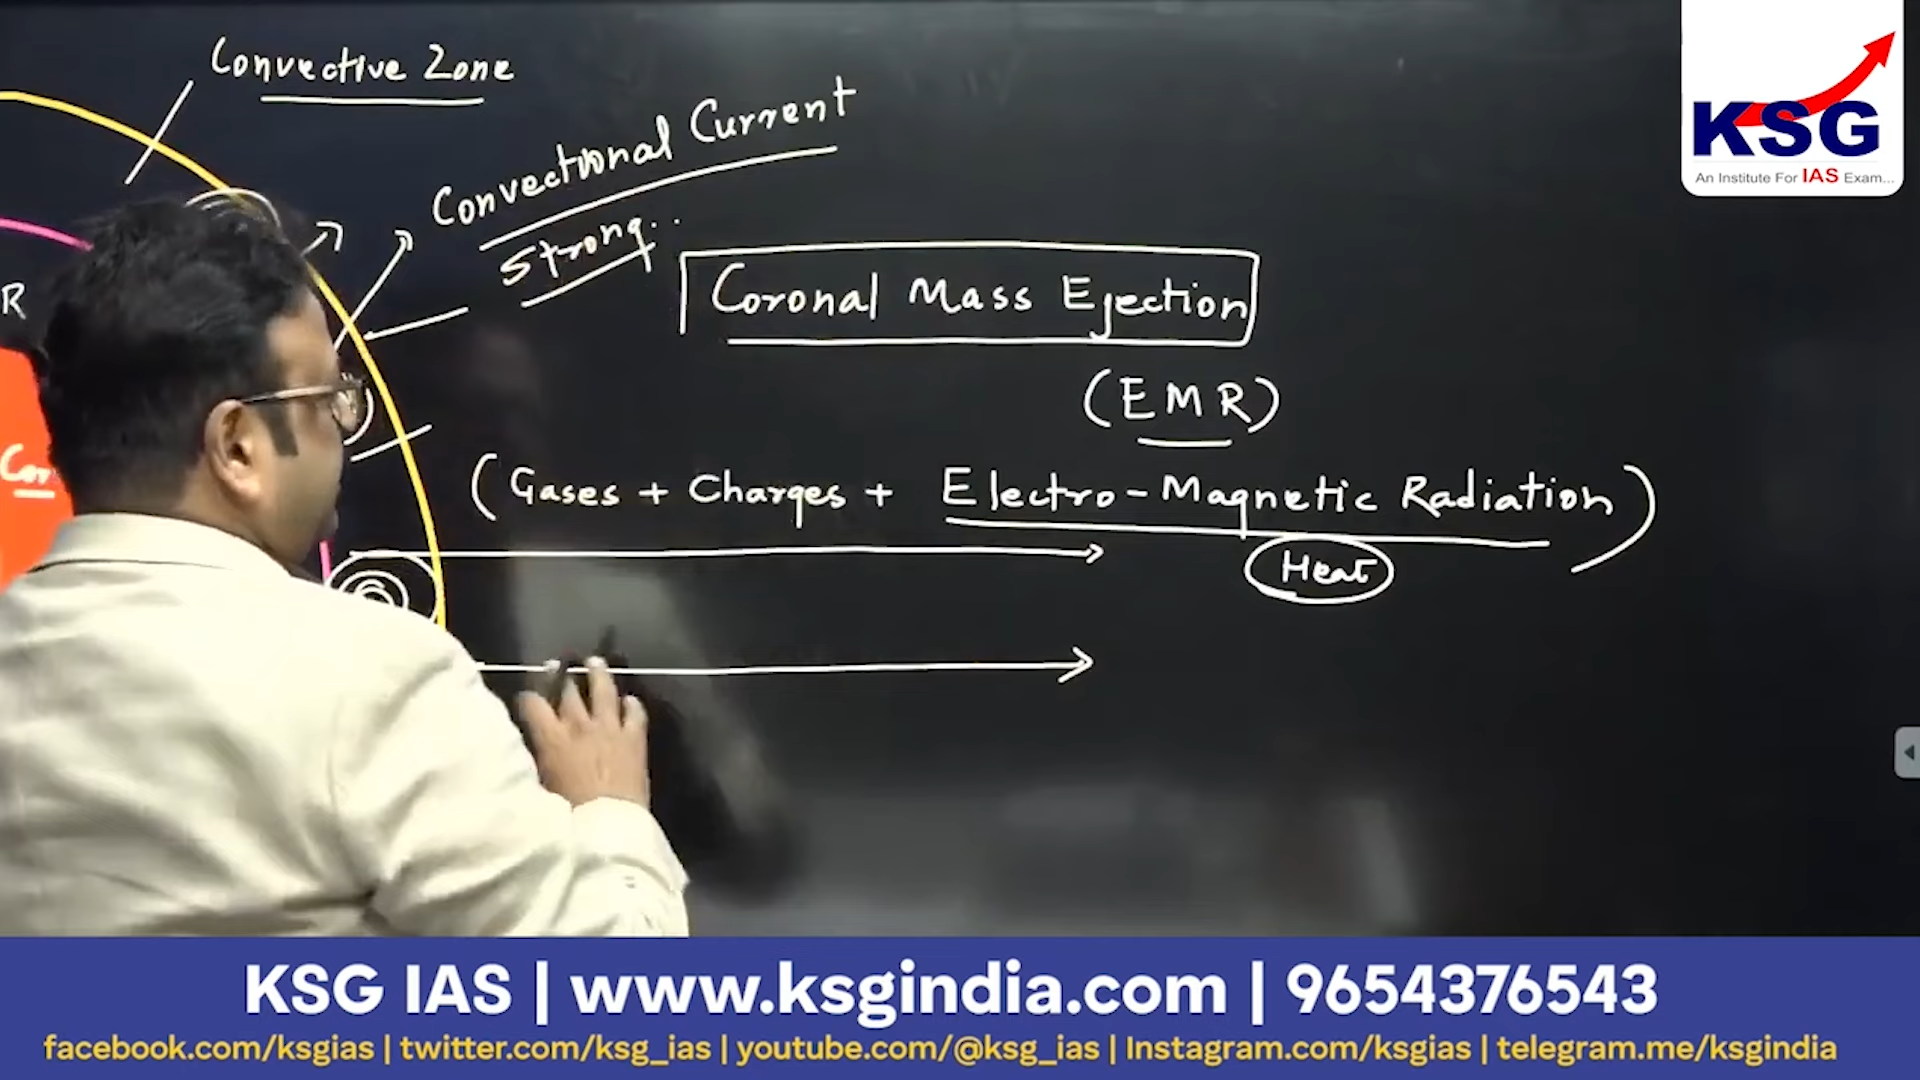 Convective Zone
Convectional Current
Strong..
R
Coronal Mass Ejection
(EMR)
(Gases + Charges + Electro-Magnetic Radiation)
Heat
KSG
An Institute For IAS Exam...
KSG IAS | www.ksgindia.com | 9654376543
facebook.com/ksgias | twitter.com/ksg_ias | youtube.com/@ksg_ias | Instagram.com/ksgias | telegram.me/ksgindia